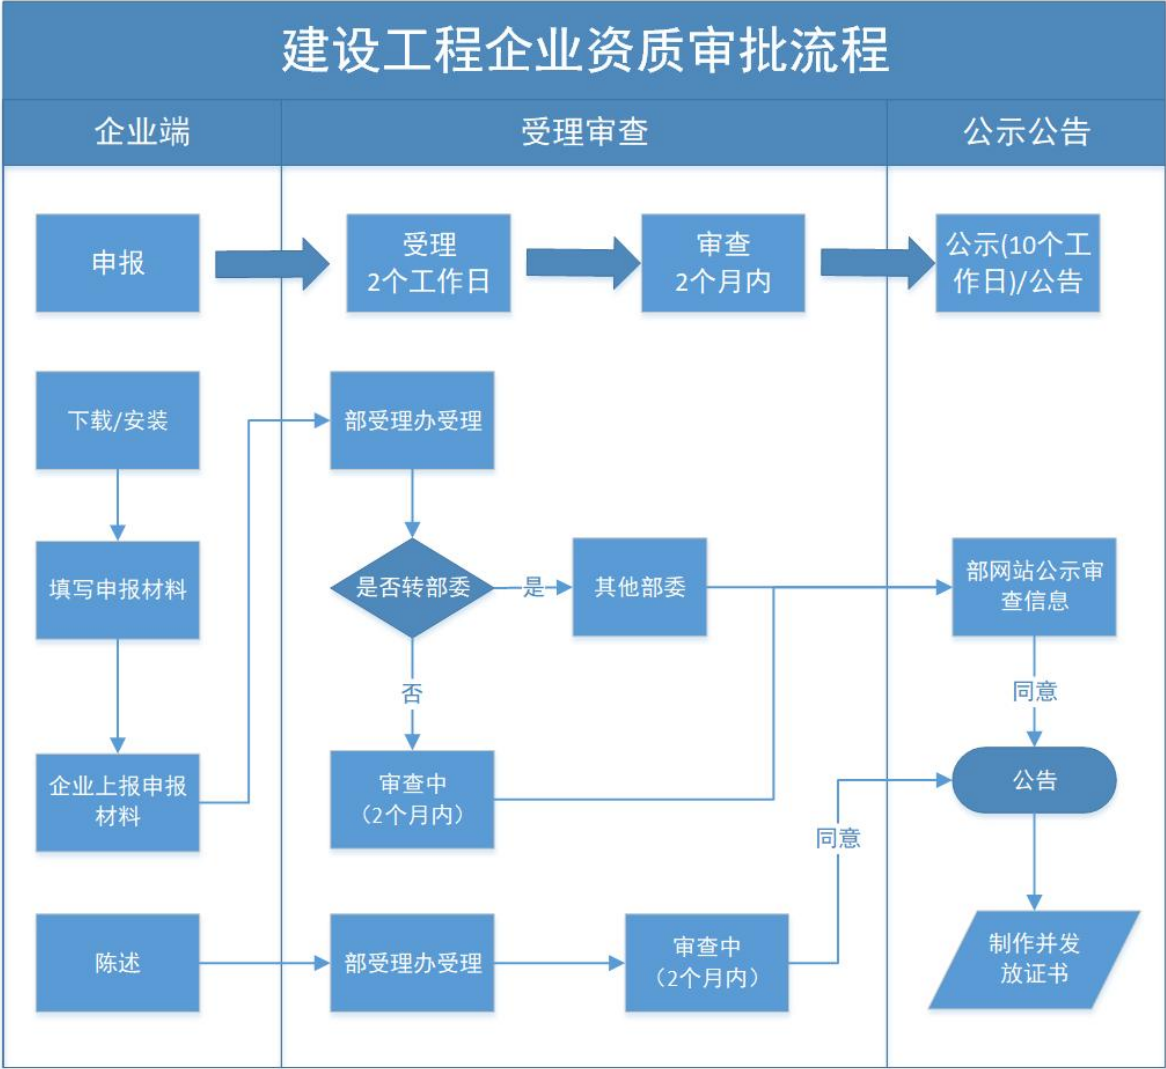 建设工程企业资质审批流程
企业端
受理审查
公示公告
申报
受理
2个工作日
审查
2个月内
公示(10个工
作日)/公告
下载/安装
部受理办受理
填写申报材料
是否转部委
是
其他部委
部网站公示审
查信息
否
同意
企业上报申报
材料
审查中
（2个月内）
公告
同意
陈述
部受理办受理
审查中
（2个月内）
制作并发
放证书